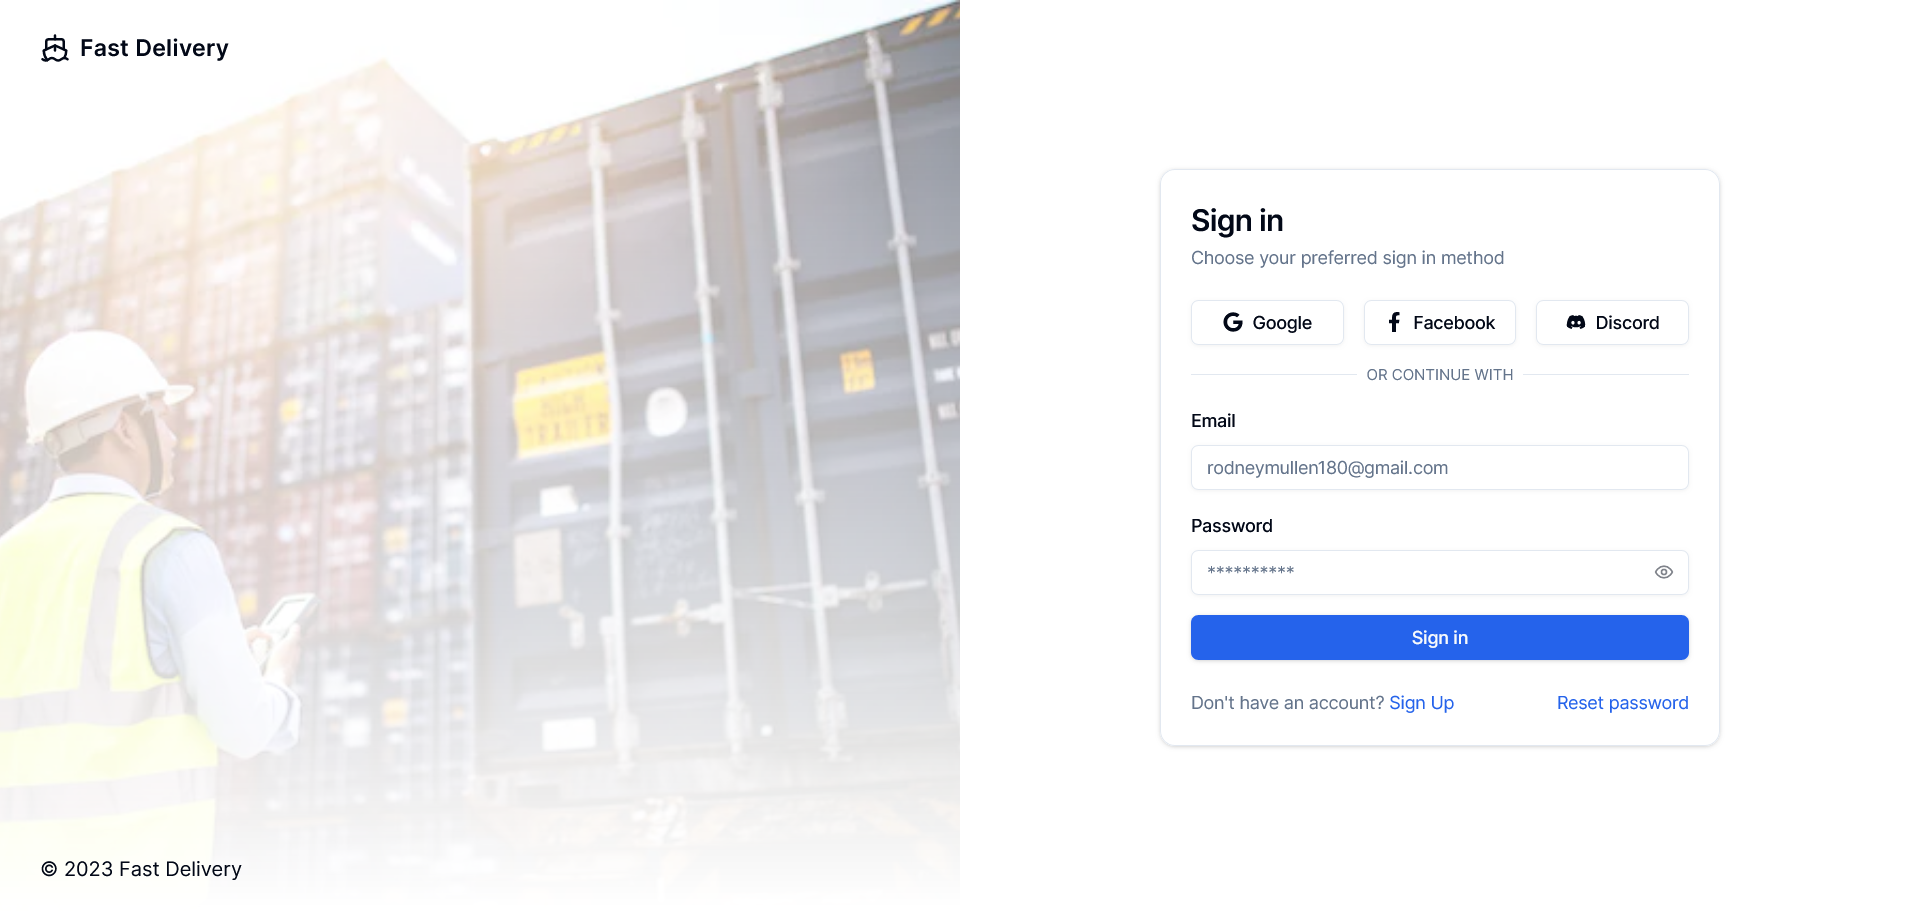 Fast Delivery
Sign in
Choose your preferred sign in method
Google
Facebook
Discord
OR CONTINUE WITH
Email
rodneymullen180@gmail.com
Password
**********
Sign in
Don't have an account? Sign Up
Reset password
© 2023 Fast Delivery